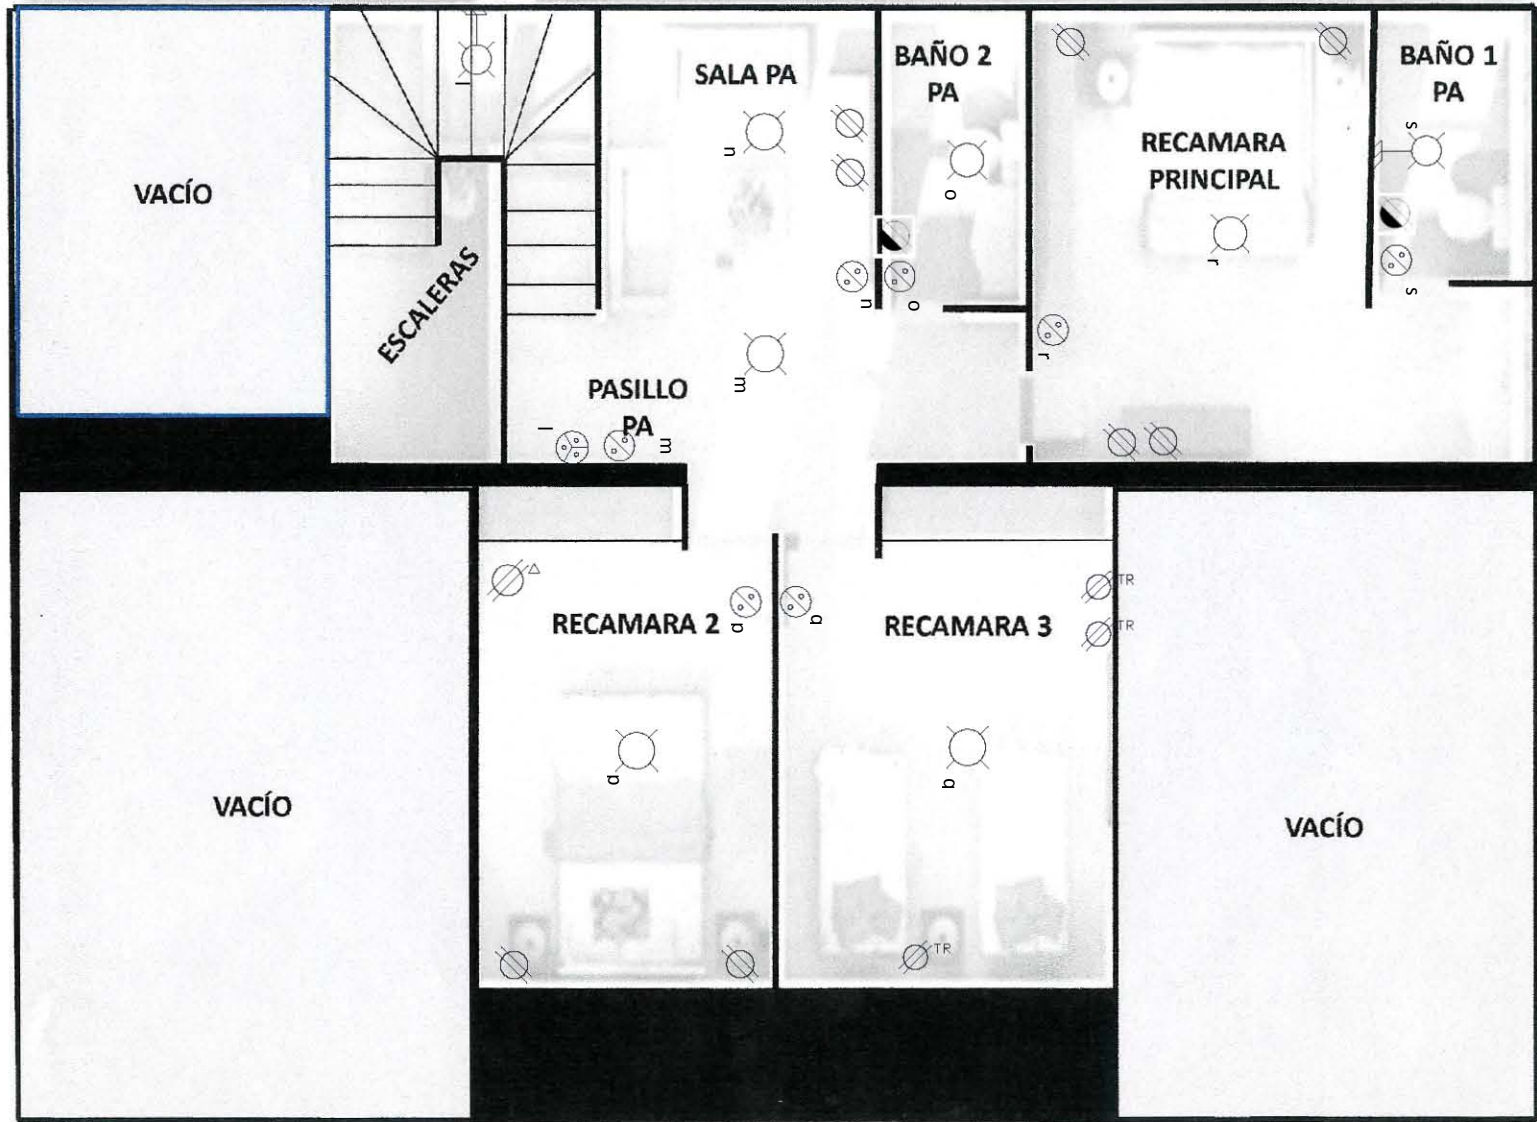 SALA PA
BAÑO 2
PA
BAÑO 1
PA
RECAMARA
PRINCIPAL
VACÍO
ESCALERAS
PASILLO
PA
l
n
o
s
r
n
o
s
m
r
l
m
RECAMARA 2
RECAMARA 3
TR
TR
p
q
p
q
VACÍO
VACÍO
TR